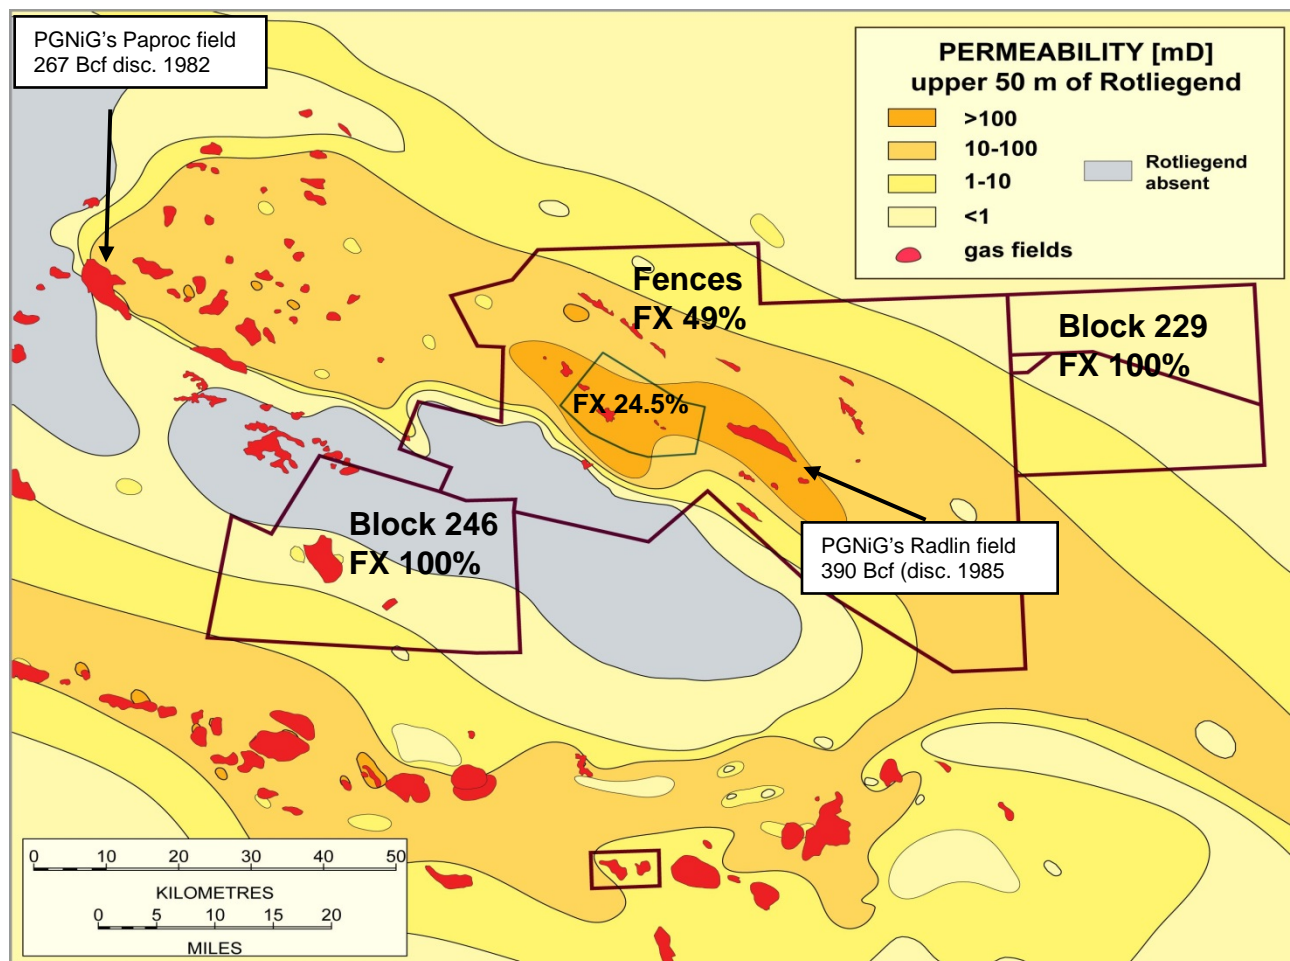 PGNiG's Paproc field
267 Bcf disc. 1982
PERMEABILITY [mD]
upper 50 m of Rotliegend
>100
10-100
1-10
<1
gas fields
Rotliegend
absent
Fences
FX 49%
Block 229
FX 100%
FX 24.5%
Block 246
FX 100%
PGNiG's Radlin field
390 Bcf (disc. 1985
0 10 20 30 40 50
KILOMETRES
0 5 10 15 20
MILES